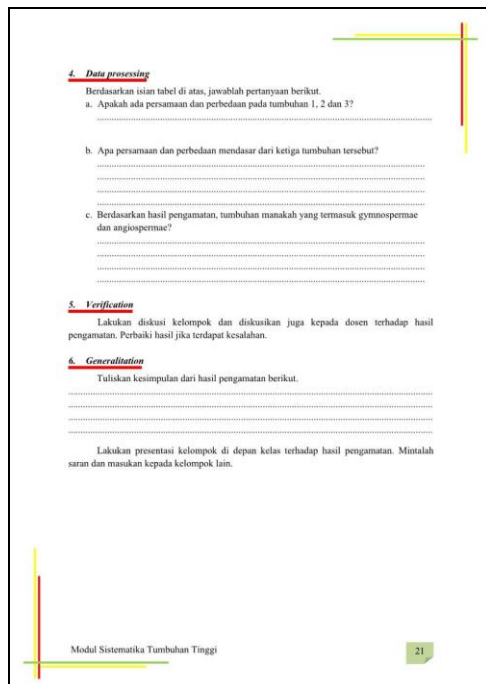 4. Data prosessing
Berdasarkan isian tabel di atas, jawablah pertanyaan berikut.
a. Apakah ada persamaan dan perbedaan pada tumbuhan 1, 2 dan 3?
b. Apa persamaan dan perbedaan mendasar dari ketiga tumbuhan tersebut?
c. Berdasarkan hasil pengamatan, tumbuhan manakah yang termasuk gymnospermae
dan angiospermae?
5. Verification
Lakukan diskusi kelompok dan diskusikan juga kepada dosen terhadap hasil
pengamatan. Perbaiki hasil jika terdapat kesalahan.
6. Generalitation
Tuliskan kesimpulan dari hasil pengamatan berikut.
Lakukan presentasi kelompok di depan kelas terhadap hasil pengamatan. Mintalah
saran dan masukan kepada kelompok lain.
Modul Sistematika Tumbuhan Tinggi
21